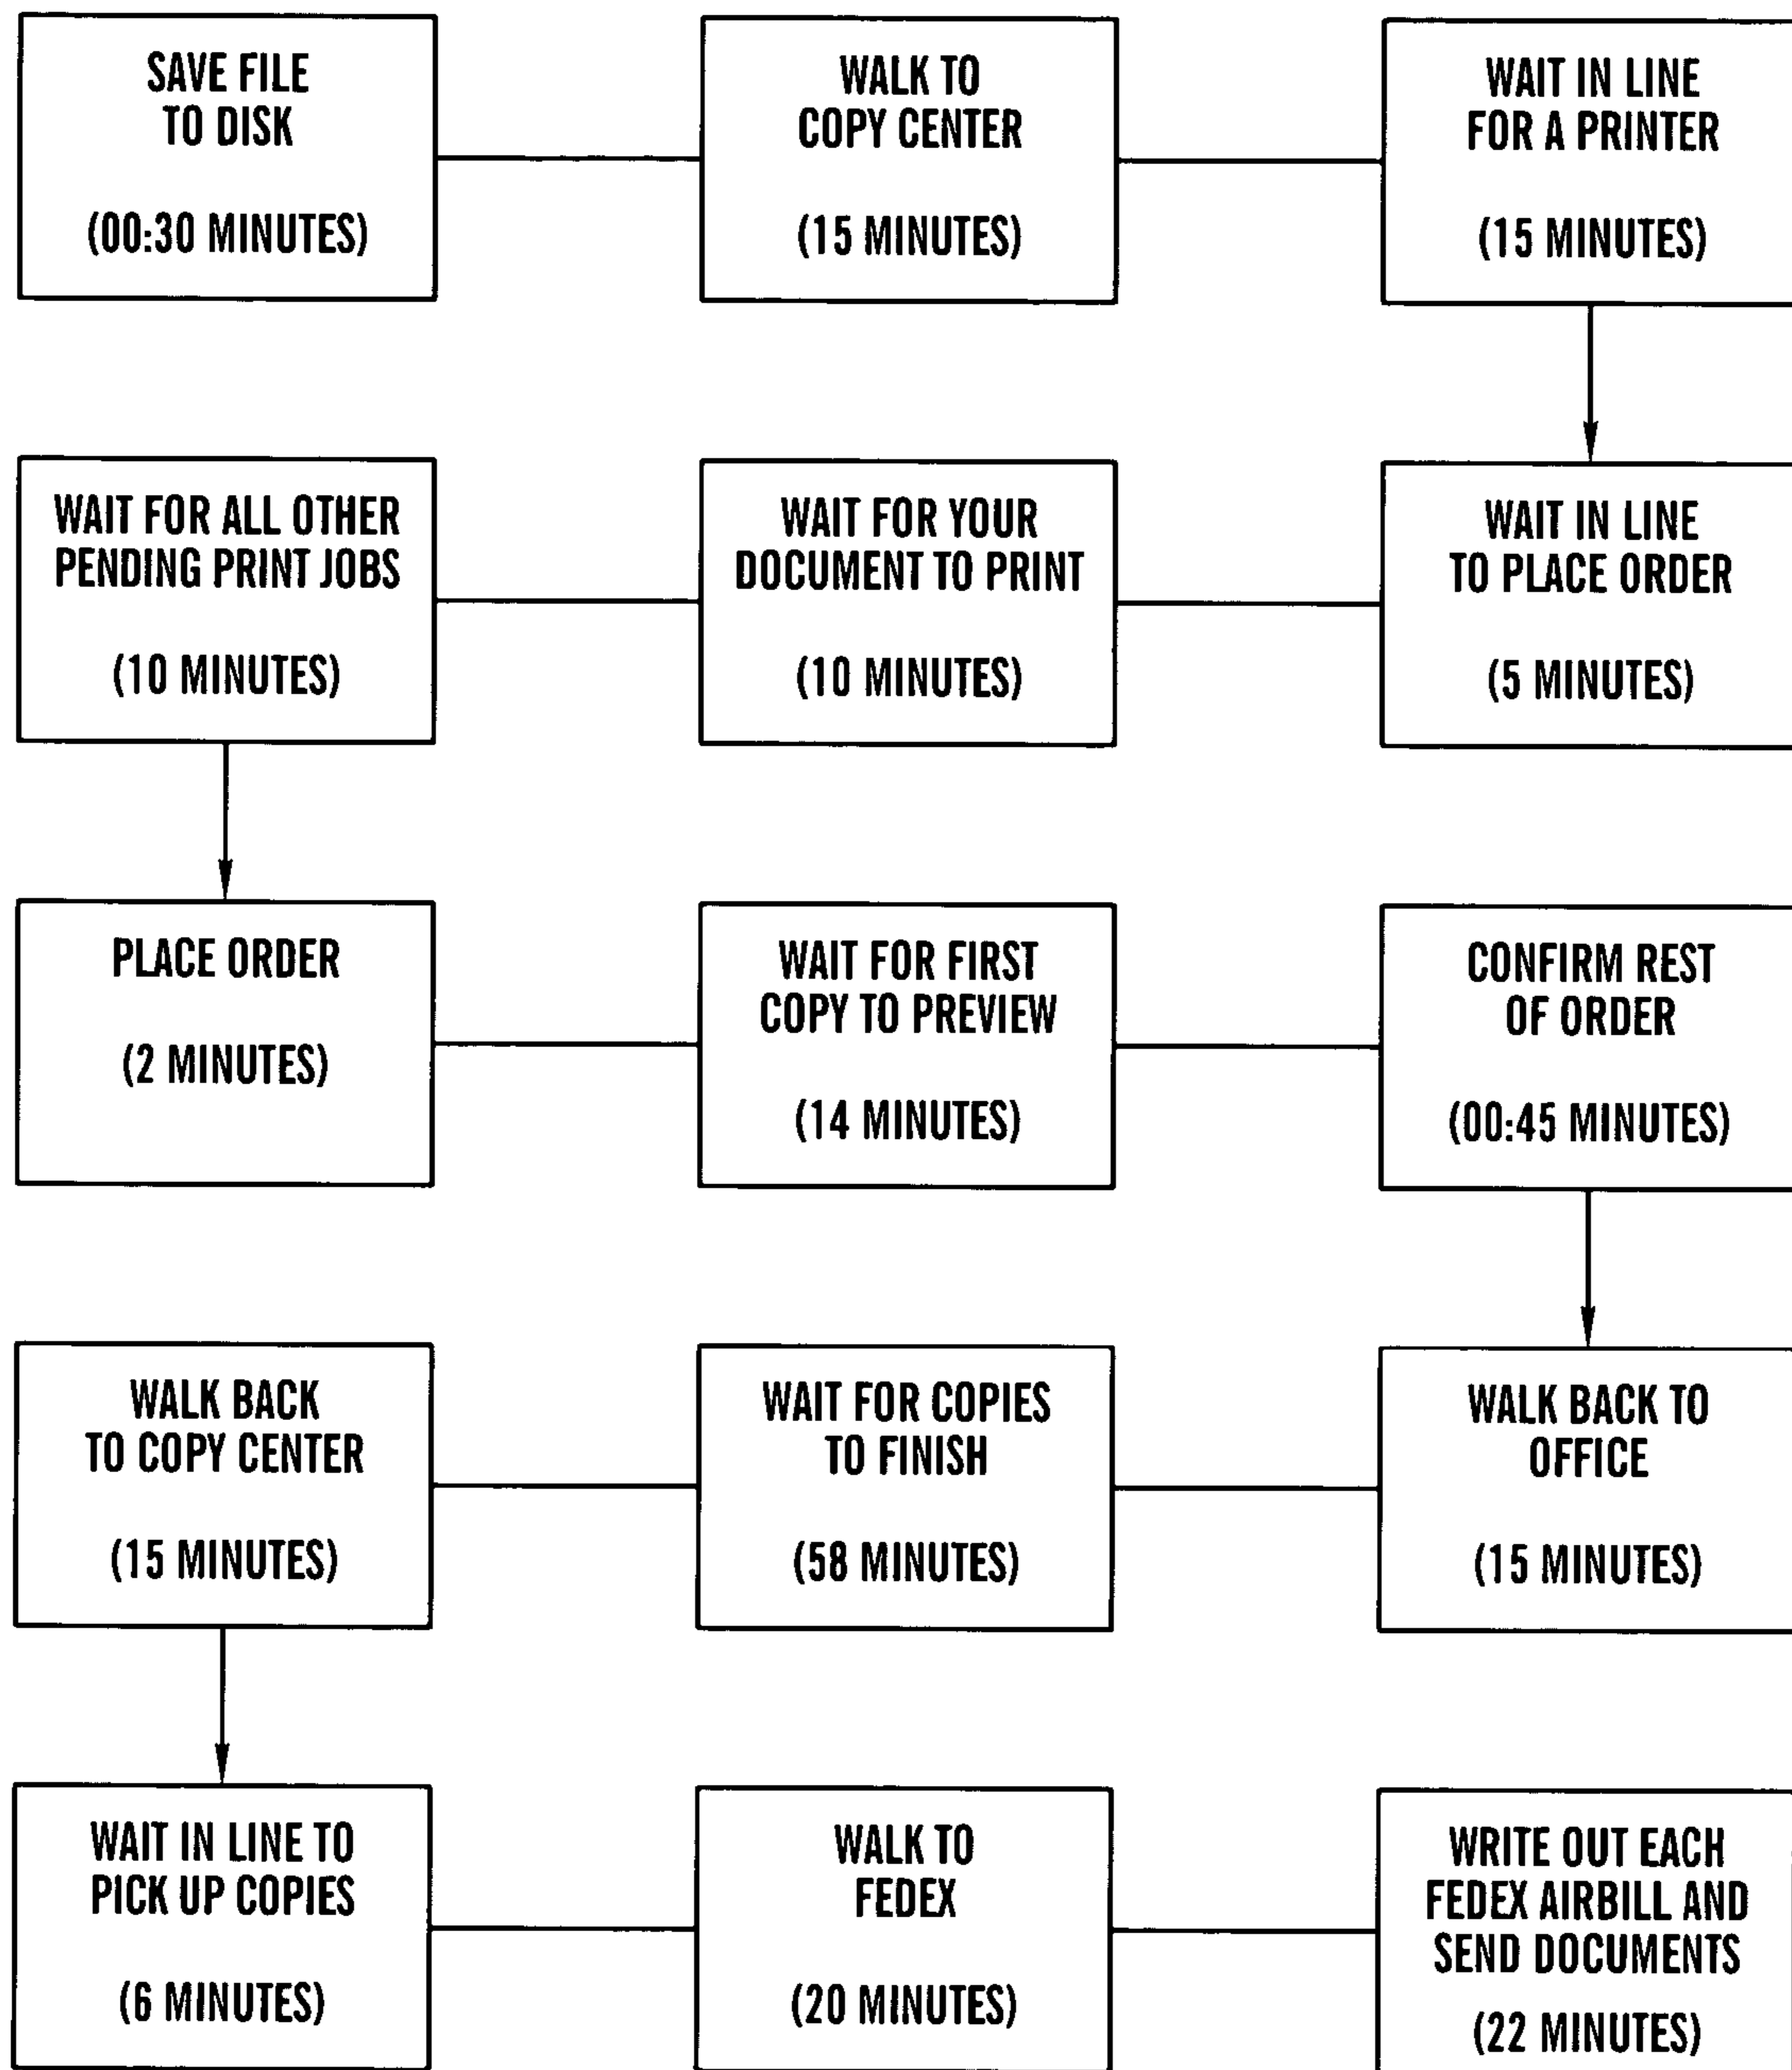 SAVE FILE
TO DISK
(00:30 MINUTES)
WALK TO
COPY CENTER
(15 MINUTES)
WAIT IN LINE
FOR A PRINTER
(15 MINUTES)
WAIT FOR ALL OTHER
PENDING PRINT JOBS
(10 MINUTES)
WAIT FOR YOUR
DOCUMENT TO PRINT
(10 MINUTES)
WAIT IN LINE
TO PLACE ORDER
(5 MINUTES)
PLACE ORDER
(2 MINUTES)
WAIT FOR FIRST
COPY TO PREVIEW
(14 MINUTES)
CONFIRM REST
OF ORDER
(00:45 MINUTES)
WALK BACK
TO COPY CENTER
(15 MINUTES)
WAIT FOR COPIES
TO FINISH
(58 MINUTES)
WALK BACK TO
OFFICE
(15 MINUTES)
WAIT IN LINE TO
PICK UP COPIES
(6 MINUTES)
WALK TO
FEDEX
(20 MINUTES)
WRITE OUT EACH
FEDEX AIRBILL AND
SEND DOCUMENTS
(22 MINUTES)